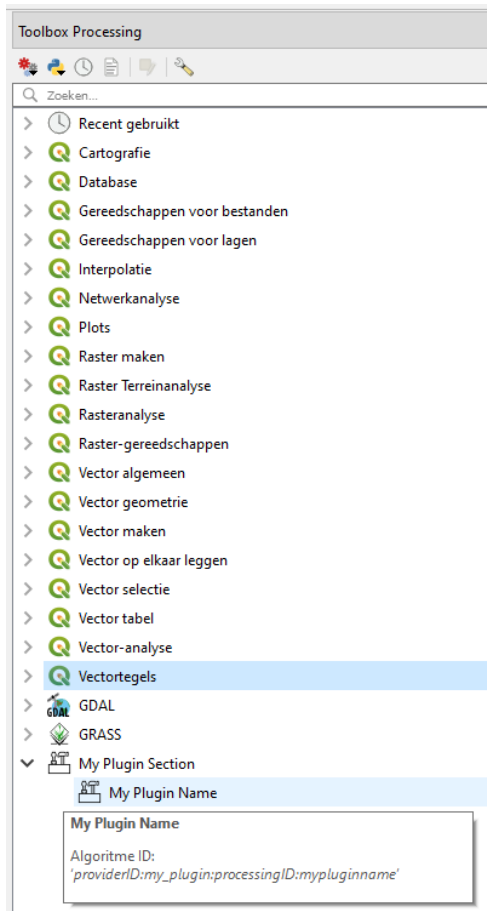 Toolbox Processing
Zoeken...
Recent gebruikt
Cartografie
Database
Gereedschappen voor bestanden
Gereedschappen voor lagen
Interpolatie
Netwerkanalyse
Plots
Raster maken
Raster Terreinanalyse
Rasteranalyse
Raster-gereedschappen
Vector algemeen
Vector geometrie
Vector maken
Vector op elkaar leggen
Vector selectie
Vector tabel
Vector-analyse
Vectortegels
GDAL GDAL
GRASS
My Plugin Section
My Plugin Name
My Plugin Name
Algoritme ID:
'providerID:my_plugin:processingID:mypluginname'